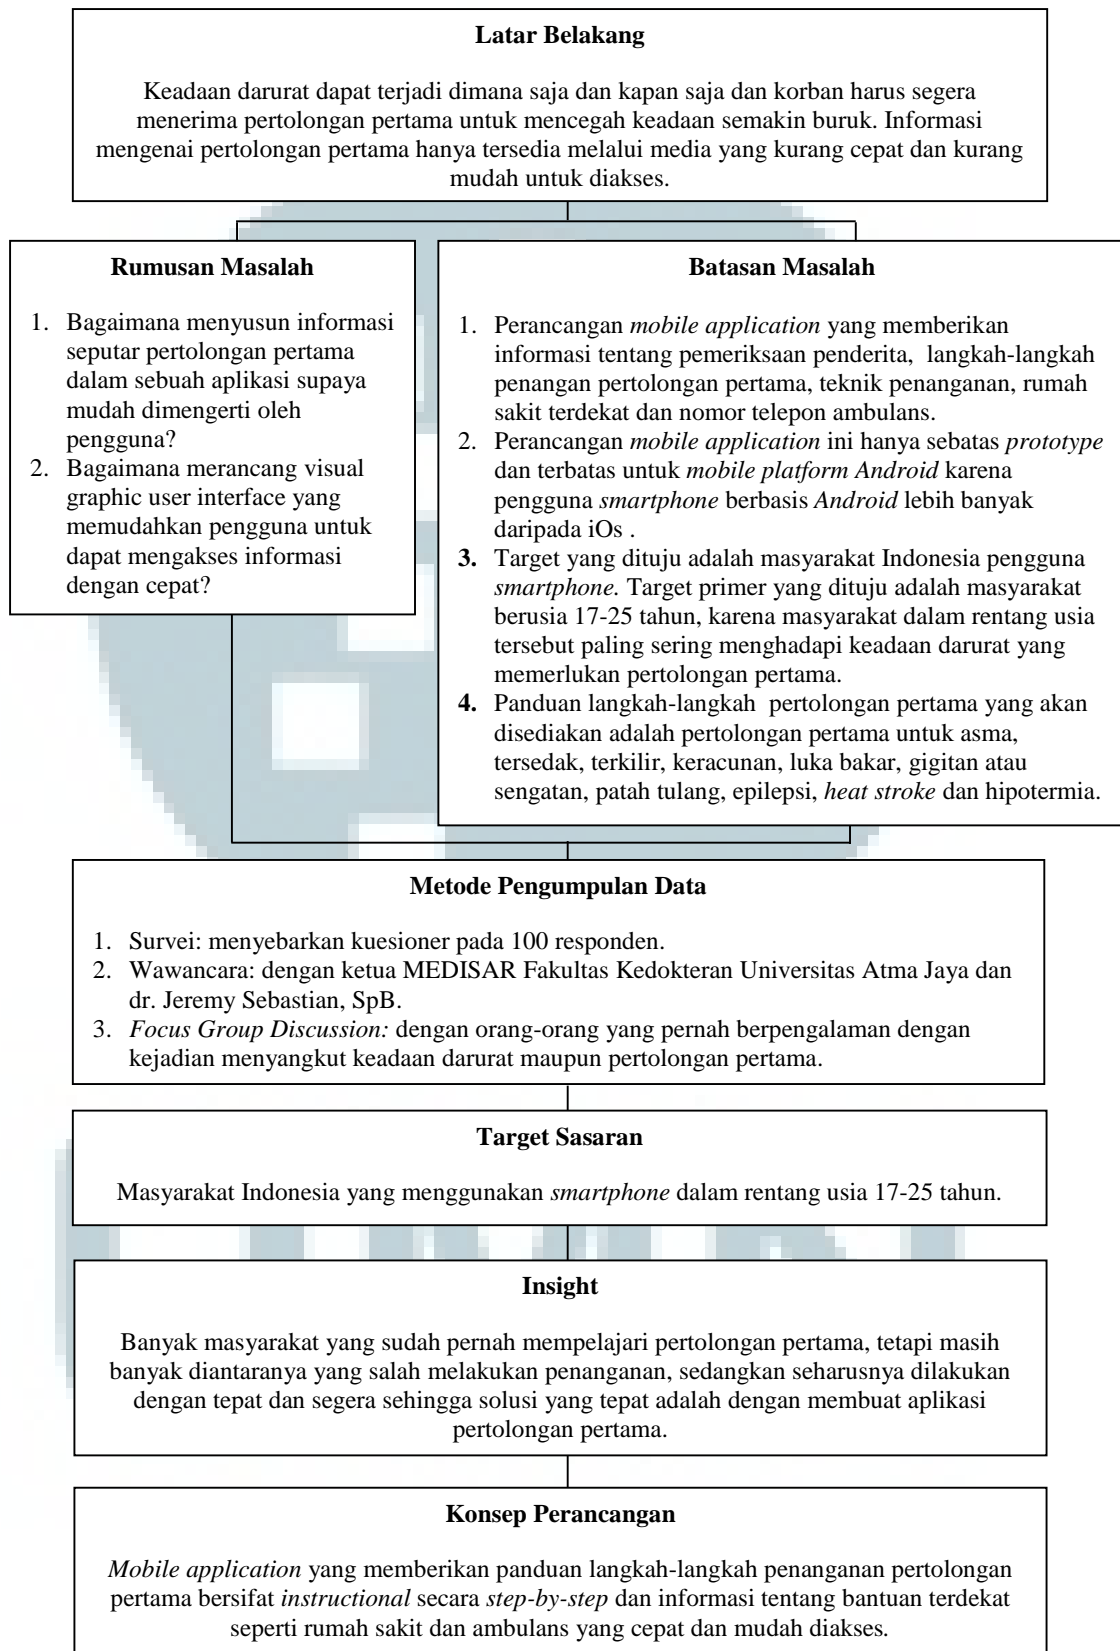 Latar Belakang
Keadaan darurat dapat terjadi dimana saja dan kapan saja dan korban harus segera
menerima pertolongan pertama untuk mencegah keadaan semakin buruk. Informasi
mengenai pertolongan pertama hanya tersedia melalui media yang kurang cepat dan kurang
mudah untuk diakses.
Rumusan Masalah
1. Bagaimana menyusun informasi
seputar pertolongan pertama
dalam sebuah aplikasi supaya
mudah dimengerti oleh
pengguna?
2. Bagaimana merancang visual
graphic user interface yang
memudahkan pengguna untuk
dapat mengakses informasi
dengan cepat?
Batasan Masalah
1. Perancangan mobile application yang memberikan
informasi tentang pemeriksaan penderita, langkah-langkah
penangan pertolongan pertama, teknik penanganan, rumah
sakit terdekat dan nomor telepon ambulans.
2. Perancangan mobile application ini hanya sebatas prototype
dan terbatas untuk mobile platform Android karena
pengguna smartphone berbasis Android lebih banyak
daripada iOs .
3. Target yang dituju adalah masyarakat Indonesia pengguna
smartphone. Target primer yang dituju adalah masyarakat
berusia 17-25 tahun, karena masyarakat dalam rentang usia
tersebut paling sering menghadapi keadaan darurat yang
memerlukan pertolongan pertama.
4. Panduan langkah-langkah pertolongan pertama yang akan
disediakan adalah pertolongan pertama untuk asma,
tersedak, terkilir, keracunan, luka bakar, gigitan atau
sengatan, patah tulang, epilepsi, heat stroke dan hipotermia.
Metode Pengumpulan Data
1. Survei: menyebarkan kuesioner pada 100 responden.
2. Wawancara: dengan ketua MEDISAR Fakultas Kedokteran Universitas Atma Jaya dan
dr. Jeremy Sebastian, SpB.
3. Focus Group Discussion: dengan orang-orang yang pernah berpengalaman dengan
kejadian menyangkut keadaan darurat maupun pertolongan pertama.
Target Sasaran
Masyarakat Indonesia yang menggunakan smartphone dalam rentang usia 17-25 tahun.
Insight
Banyak masyarakat yang sudah pernah mempelajari pertolongan pertama, tetapi masih
banyak diantaranya yang salah melakukan penanganan, sedangkan seharusnya dilakukan
dengan tepat dan segera sehingga solusi yang tepat adalah dengan membuat aplikasi
pertolongan pertama.
Konsep Perancangan
Mobile application yang memberikan panduan langkah-langkah penanganan pertolongan
pertama bersifat instructional secara step-by-step dan informasi tentang bantuan terdekat
seperti rumah sakit dan ambulans yang cepat dan mudah diakses.